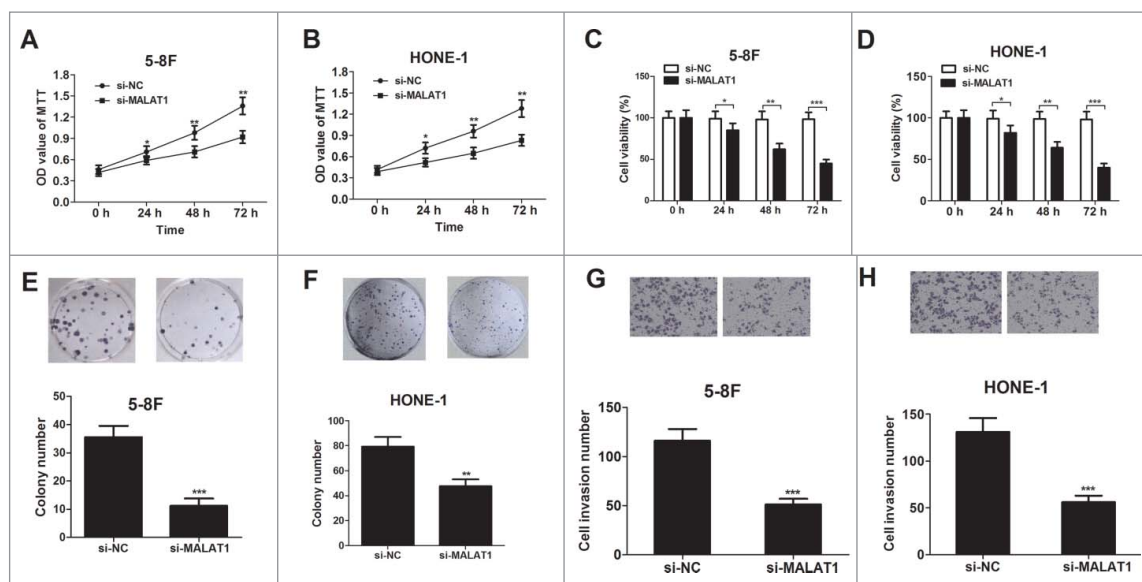 A
5-8F
si-NC
si-MALAT1
OD value of MTT
1.8
1.5
1.2
0.9
0.6
0.3
0.0
*
**
**
0 h 24 h 48 h 72 h
Time
B
HONE-1
si-NC
si-MALAT1
OD value of MTT
1.8
1.5
1.2
0.9
0.6
0.3
0.0
*
**
**
0 h 24 h 48 h 72 h
Time
C
5-8F
si-NC
si-MALAT1
Cell viability (%)
150
100
50
0
* ** ***
0 h 24 h 48 h 72 h
D
HONE-1
si-NC
si-MALAT1
Cell viability (%)
150
100
50
0
* ** ***
0 h 24 h 48 h 72 h
E
5-8F
Colony number
40
30
20
10
0
***
si-NC si-MALAT1
F
HONE-1
Colony number
100
80
60
40
20
0
**
si-NC si-MALAT1
G
5-8F
Cell invasion number
150
100
50
0
***
si-NC si-MALAT1
H
HONE-1
Cell invasion number
150
100
50
0
***
si-NC si-MALAT1